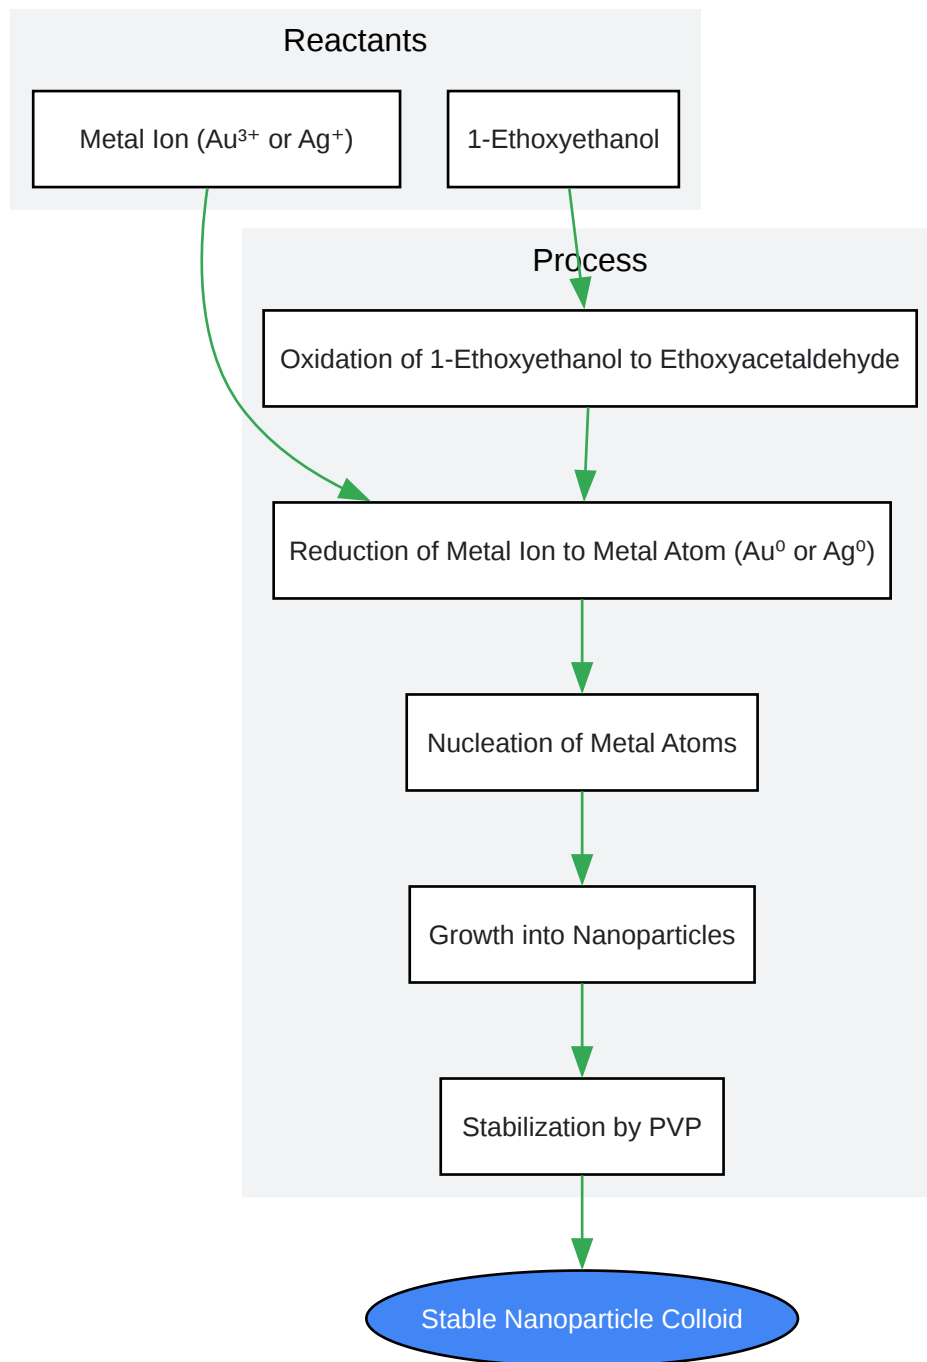 Reactants
Metal Ion (Au³⁺ or Ag⁺)
1-Ethoxyethanol
Process
Oxidation of 1-Ethoxyethanol to Ethoxyacetaldehyde
Reduction of Metal Ion to Metal Atom (Au⁰ or Ag⁰)
Nucleation of Metal Atoms
Growth into Nanoparticles
Stabilization by PVP
Stable Nanoparticle Colloid